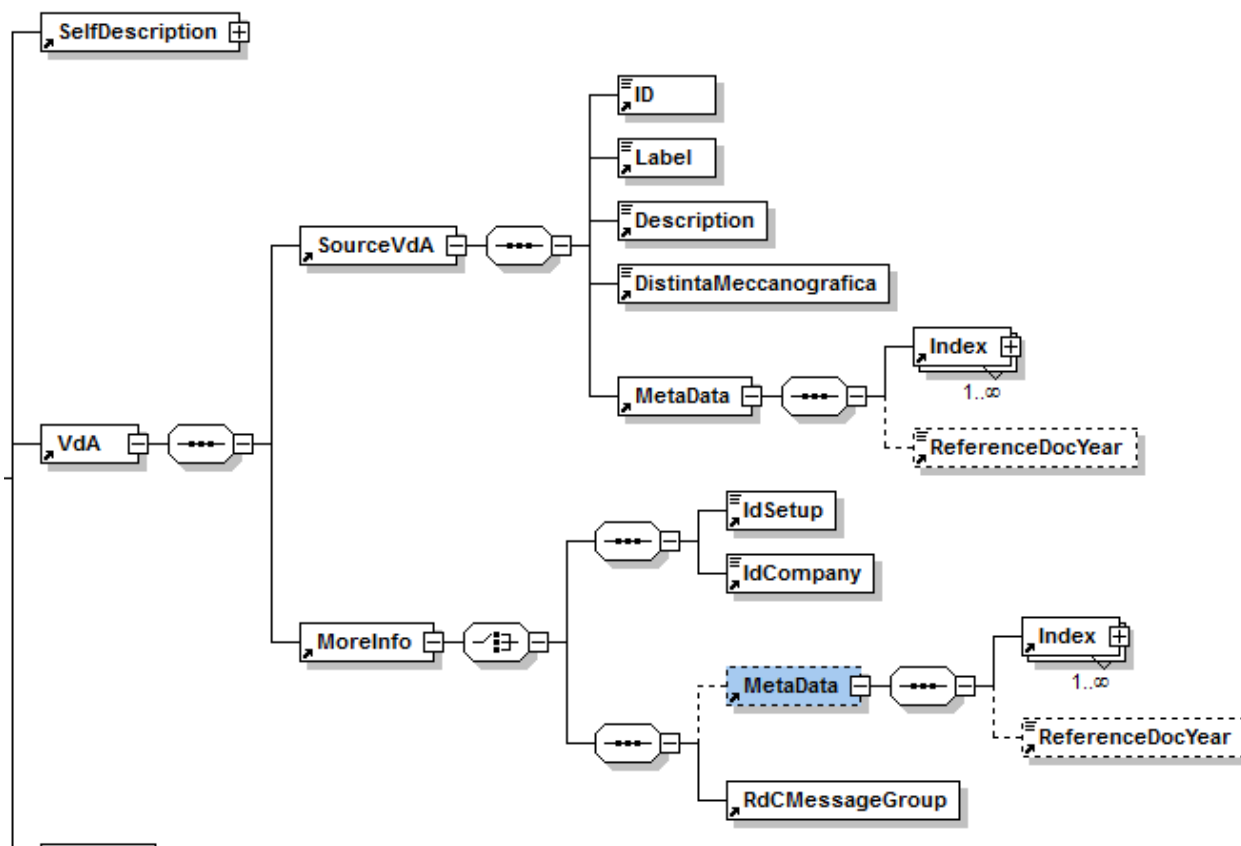 SelfDescription
ID
Label
Description
SourceVdA
DistintaMeccanografica
Index
1..∞
MetaData
ReferenceDocYear
VdA
IdSetup
IdCompany
MoreInfo
Index
1..∞
MetaData
ReferenceDocYear
RdCMessageGroup